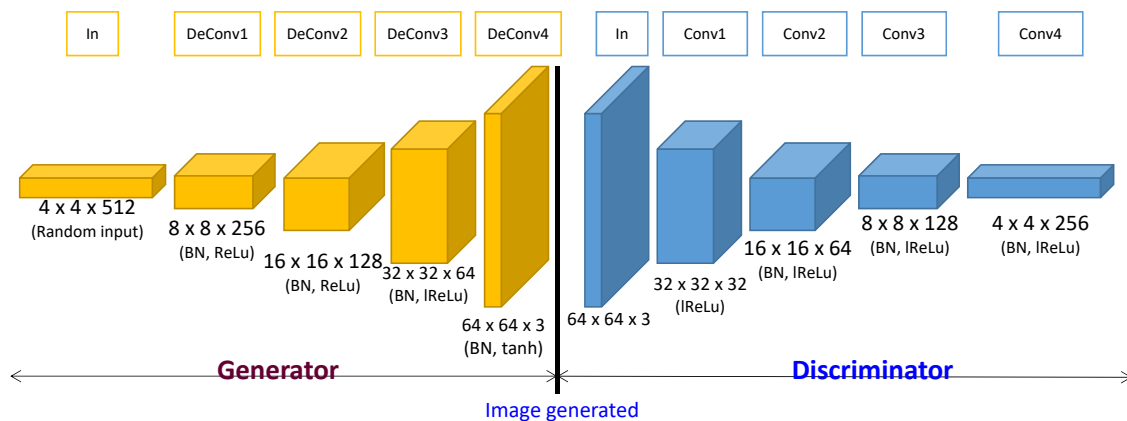 In
DeConv1
DeConv2
DeConv3
DeConv4
In
Conv1
Conv2
Conv3
Conv4
4 x 4 x 512
(Random input)
8 x 8 x 256
(BN, ReLu)
16 x 16 x 128
(BN, ReLu)
32 x 32 x 64
(BN, lReLu)
64 x 64 x 3
(BN, tanh)
64 x 64 x 3
32 x 32 x 32
(lReLu)
16 x 16 x 64
(BN, lReLu)
8 x 8 x 128
(BN, lReLu)
4 x 4 x 256
(BN, lReLu)
Generator
Discriminator
Image generated